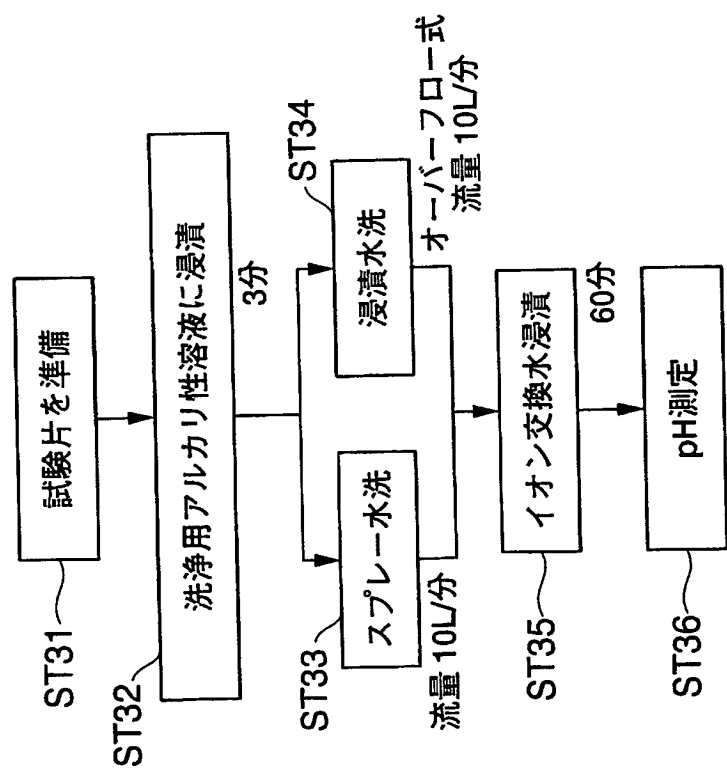 ST31
試験片を準備
ST32
洗浄用アルカリ性溶液に浸漬
3分
ST33
スプレー水洗
流量 10L/分
ST34
浸漬水洗
オーバーフロー式
流量 10L/分
ST35
イオン交換水浸漬
60分
ST36
pH測定